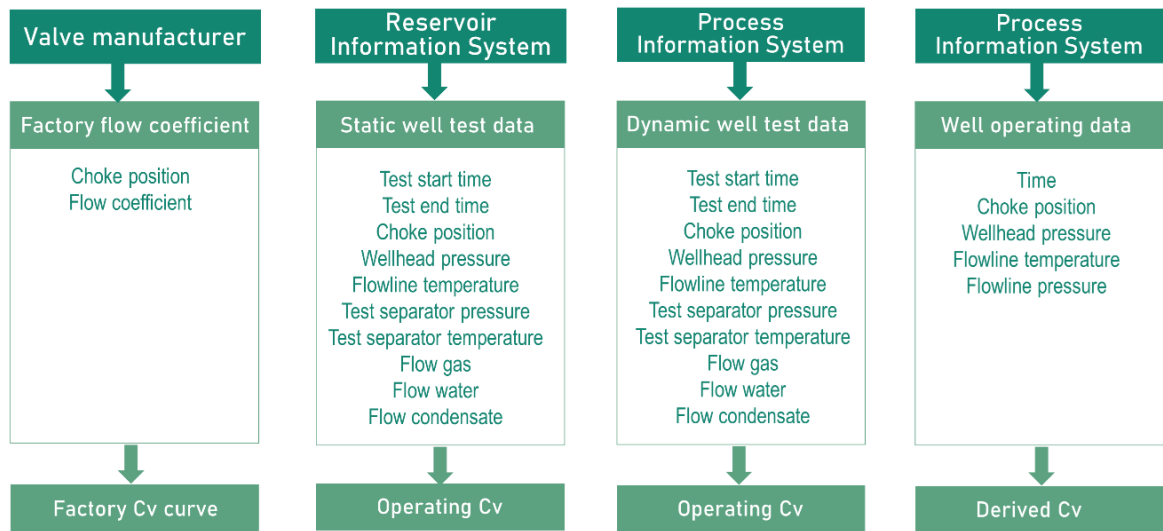 Valve manufacturer
Factory flow coefficient
Choke position
Flow coefficient
Factory Cv curve
Reservoir
Information System
Static well test data
Test start time
Test end time
Choke position
Wellhead pressure
Flowline temperature
Test separator pressure
Test separator temperature
Flow gas
Flow water
Flow condensate
Operating Cv
Process
Information System
Dynamic well test data
Test start time
Test end time
Choke position
Wellhead pressure
Flowline temperature
Test separator pressure
Test separator temperature
Flow gas
Flow water
Flow condensate
Operating Cv
Process
Information System
Well operating data
Time
Choke position
Wellhead pressure
Flowline temperature
Flowline pressure
Derived Cv